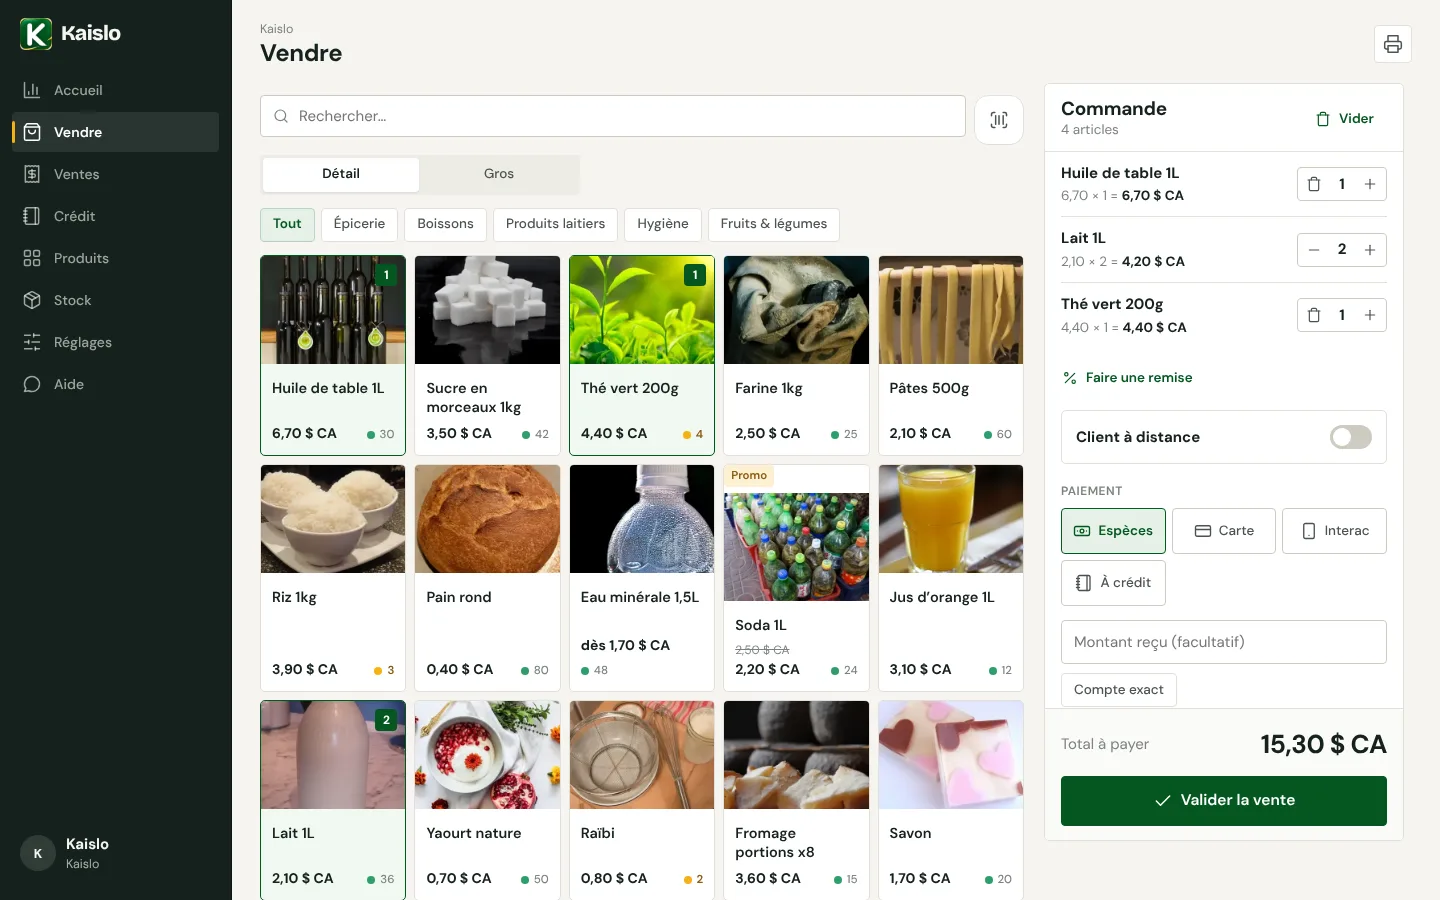 Kaislo
Accueil
Vendre
Ventes
Crédit
Produits
Stock
Réglages
Aide
K
Kaislo
Kaislo
Kaislo
Vendre
Rechercher...
Détail
Gros
Tout
Épicerie
Boissons
Produits laitiers
Hygiène
Fruits & légumes
1
Huile de table 1L
6,70 $ CA
30
Sucre en
morceaux 1kg
3,50 $ CA
42
1
Thé vert 200g
4,40 $ CA
4
Farine 1kg
2,50 $ CA
25
Pâtes 500g
2,10 $ CA
60
Riz 1kg
3,90 $ CA
3
Pain rond
0,40 $ CA
80
Eau minérale 1,5L
dès 1,70 $ CA
48
Promo
Soda 1L
2,50 $ CA
2,20 $ CA
24
Jus d’orange 1L
3,10 $ CA
12
2
Lait 1L
2,10 $ CA
36
Yaourt nature
0,70 $ CA
50
Raïbi
0,80 $ CA
2
Fromage
portions x8
3,60 $ CA
15
Savon
1,70 $ CA
20
Commande
4 articles
Vider
Huile de table 1L
6,70 × 1 = 6,70 $ CA
1
Lait 1L
2,10 × 2 = 4,20 $ CA
2
Thé vert 200g
4,40 × 1 = 4,40 $ CA
1
Faire une remise
Client à distance
PAIEMENT
Espèces
Carte
Interac
À crédit
Montant reçu (facultatif)
Compte exact
Total à payer
15,30 $ CA
Valider la vente